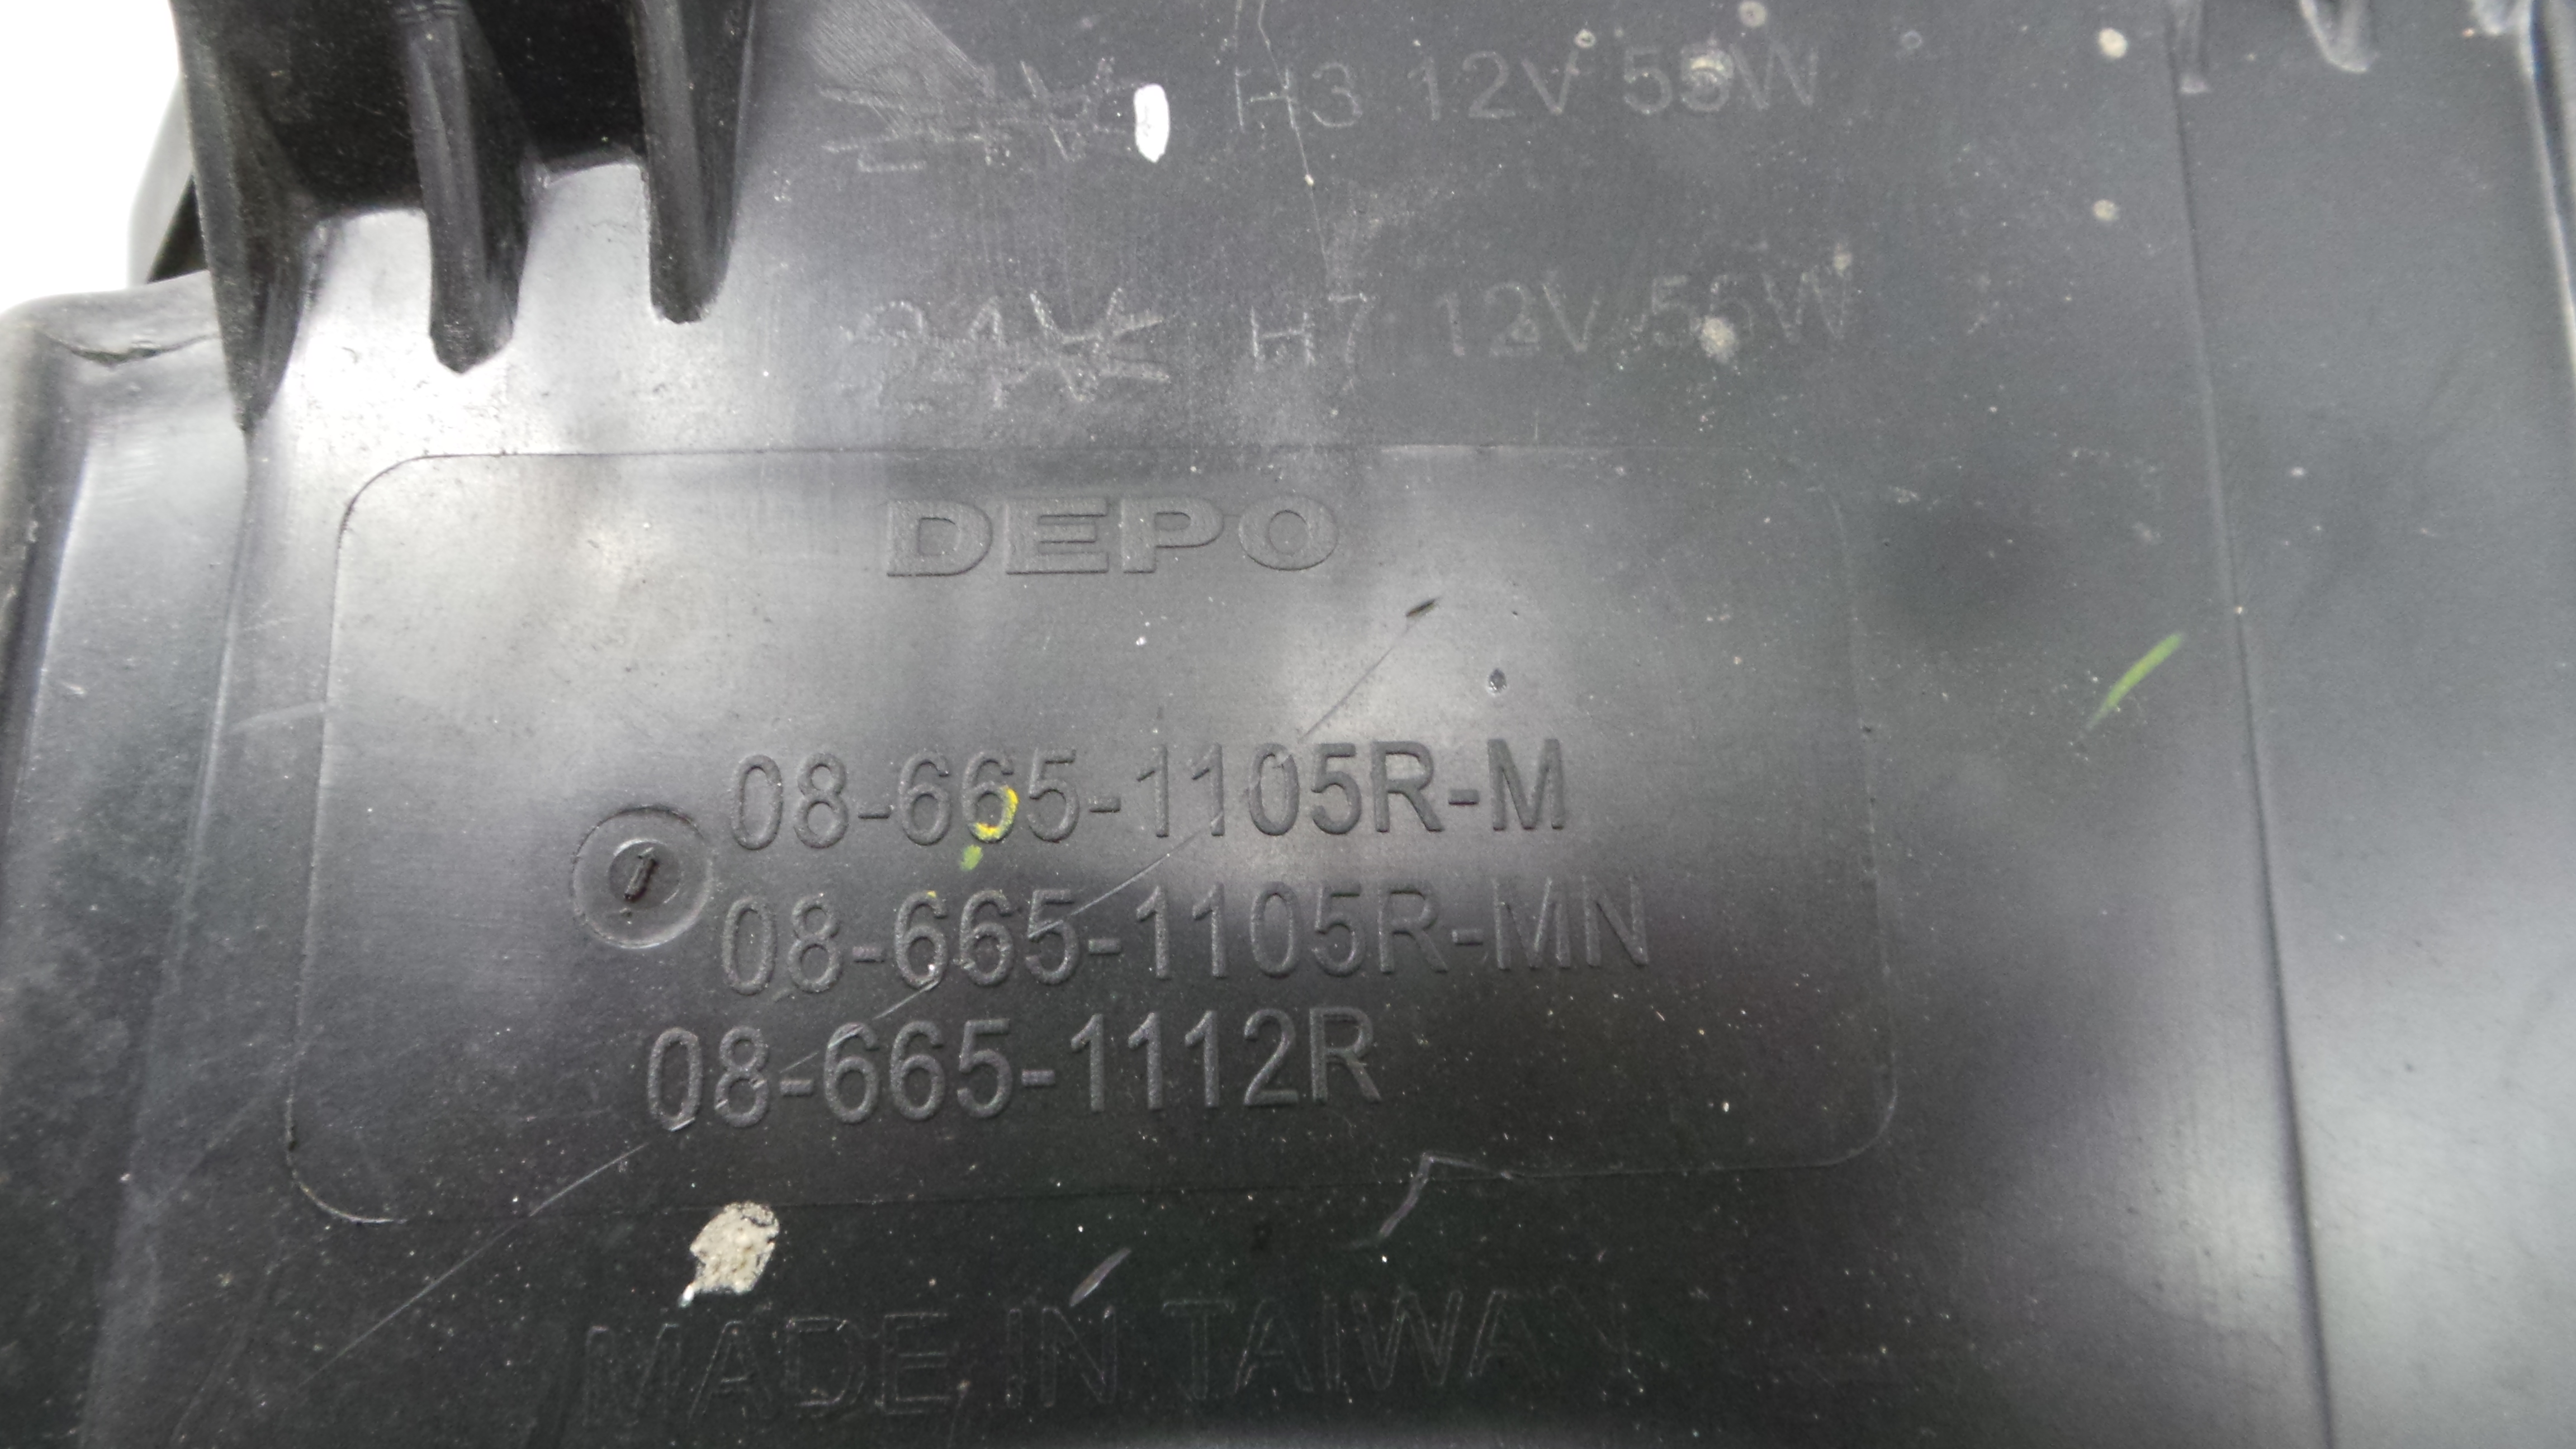 H3 12V 55W
H7 12V 55W
DEPO
08-665-1105R-M
08-665-1105R-MN
08-665-1112R
MADE IN TAIWAN